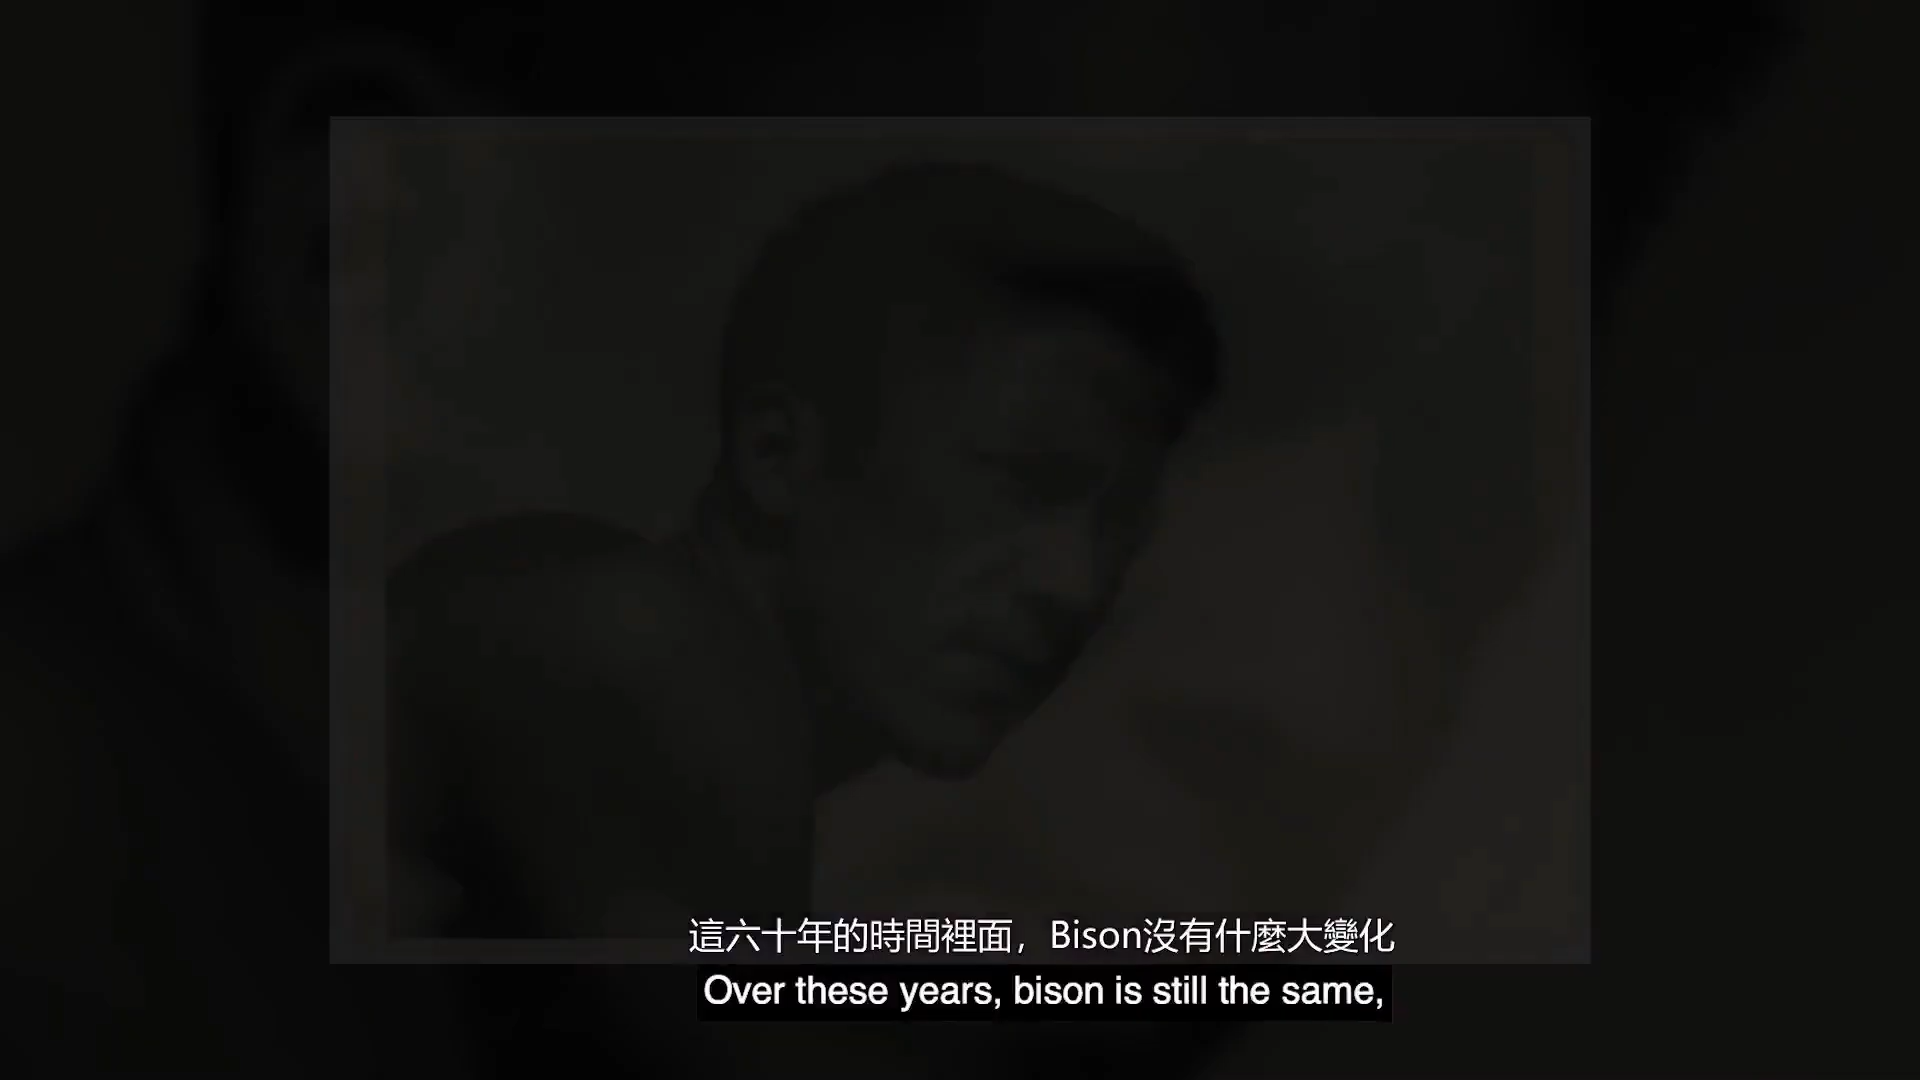 這六十年的時間裡面，Bison沒有什麼大變化
Over these years, bison is still the same,